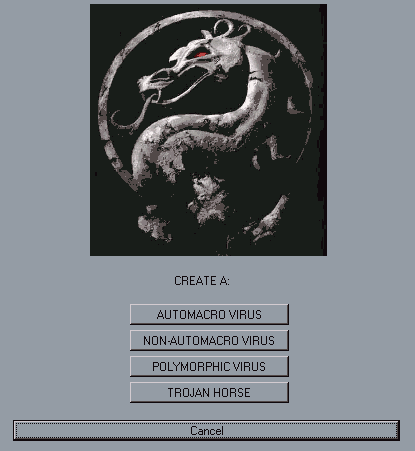 CREATE A:
AUTOMACRO VIRUS
NON-AUTOMACRO VIRUS
POLYMORPHIC VIRUS
TROJAN HORSE
Cancel